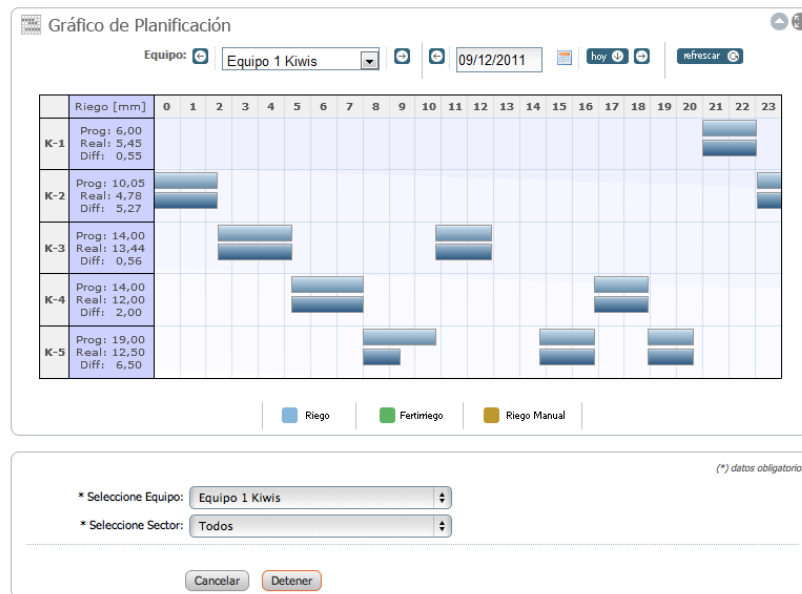 Gráfico de Planificación
Equipo: Equipo 1 Kiwis 09/12/2011 hoy refrescar
Riego [mm] 0 1 2 3 4 5 6 7 8 9 10 11 12 13 14 15 16 17 18 19 20 21 22 23
K-1
Prog: 6,00
Real: 5,45
Diff: 0,55
K-2
Prog: 10,05
Real: 4,78
Diff: 5,27
K-3
Prog: 14,00
Real: 13,44
Diff: 0,56
K-4
Prog: 14,00
Real: 12,00
Diff: 2,00
K-5
Prog: 19,00
Real: 12,50
Diff: 6,50
Riego Fertirriego Riego Manual
(*) datos obligatorio
* Seleccione Equipo: Equipo 1 Kiwis
* Seleccione Sector: Todos
Cancelar Detener